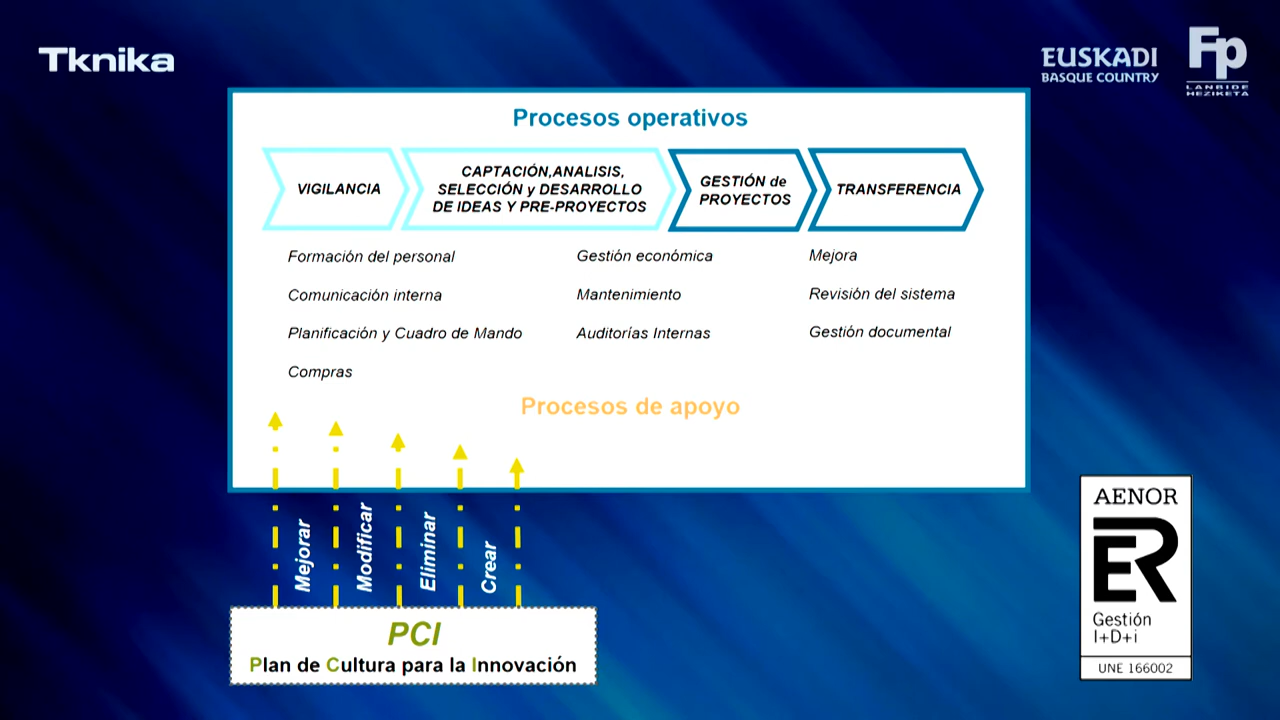 Tknika
EUSKADI
BASQUE COUNTRY
Fp
LANBIDE
HEZIKETA
Procesos operativos
VIGILANCIA
CAPTACIÓN,ANALISIS,
SELECCIÓN y DESARROLLO
DE IDEAS Y PRE-PROYECTOS
GESTIÓN de
PROYECTOS
TRANSFERENCIA
Formación del personal
Gestión económica
Mejora
Comunicación interna
Mantenimiento
Revisión del sistema
Planificación y Cuadro de Mando
Auditorías Internas
Gestión documental
Compras
Procesos de apoyo
Mejorar
Modificar
Eliminar
Crear
PCI
Plan de Cultura para la Innovación
AENOR
ER
Gestión
I+D+i
UNE 166002